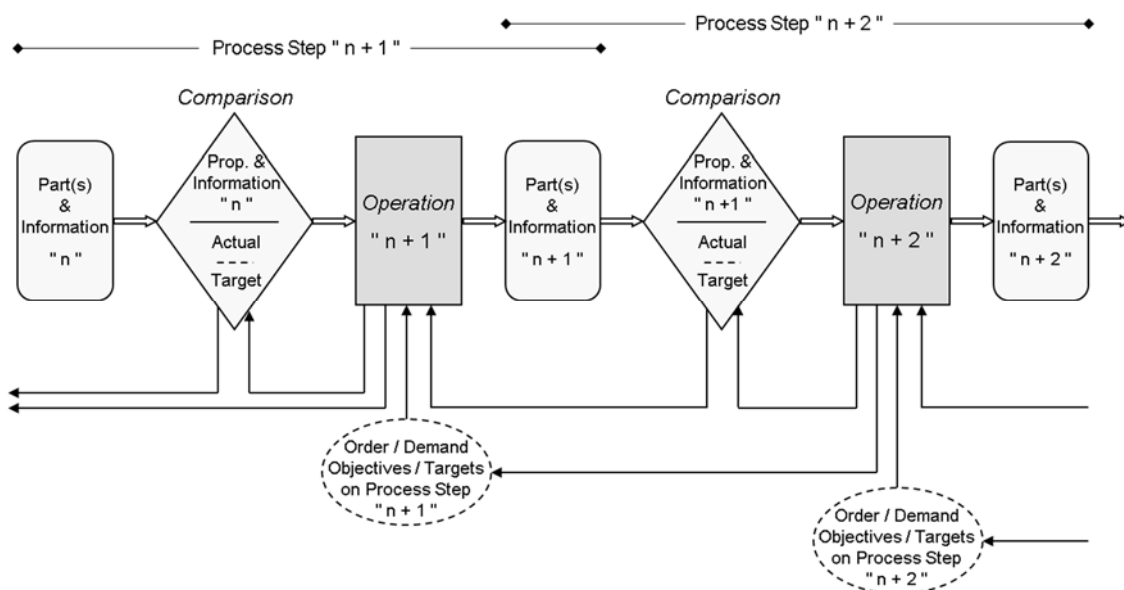 Process Step " n + 2 "
Process Step " n + 1 "
Comparison
Comparison
Part(s)
&
Information
" n "
Prop. &
Information
" n "
Actual
Target
Operation
" n + 1 "
Part(s)
&
Information
" n + 1 "
Prop. &
Information
" n +1 "
Actual
Target
Operation
" n + 2 "
Part(s)
&
Information
" n + 2 "
Order / Demand
Objectives / Targets
on Process Step
" n + 1 "
Order / Demand
Objectives / Targets
on Process Step
" n + 2 "